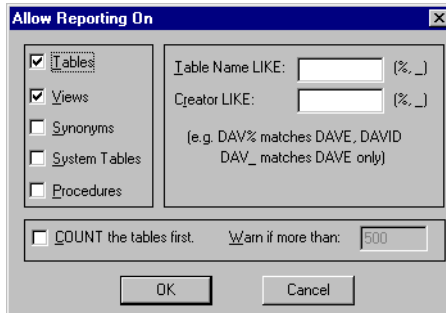 Allow Reporting On
Tables
Views
Synonyms
System Tables
Procedures
Table Name LIKE: (%, _)
Creator LIKE: (%, _)
(e.g. DAV% matches DAVE, DAVID
DAV_ matches DAVE only)
COUNT the tables first. Warn if more than: 500
OK Cancel